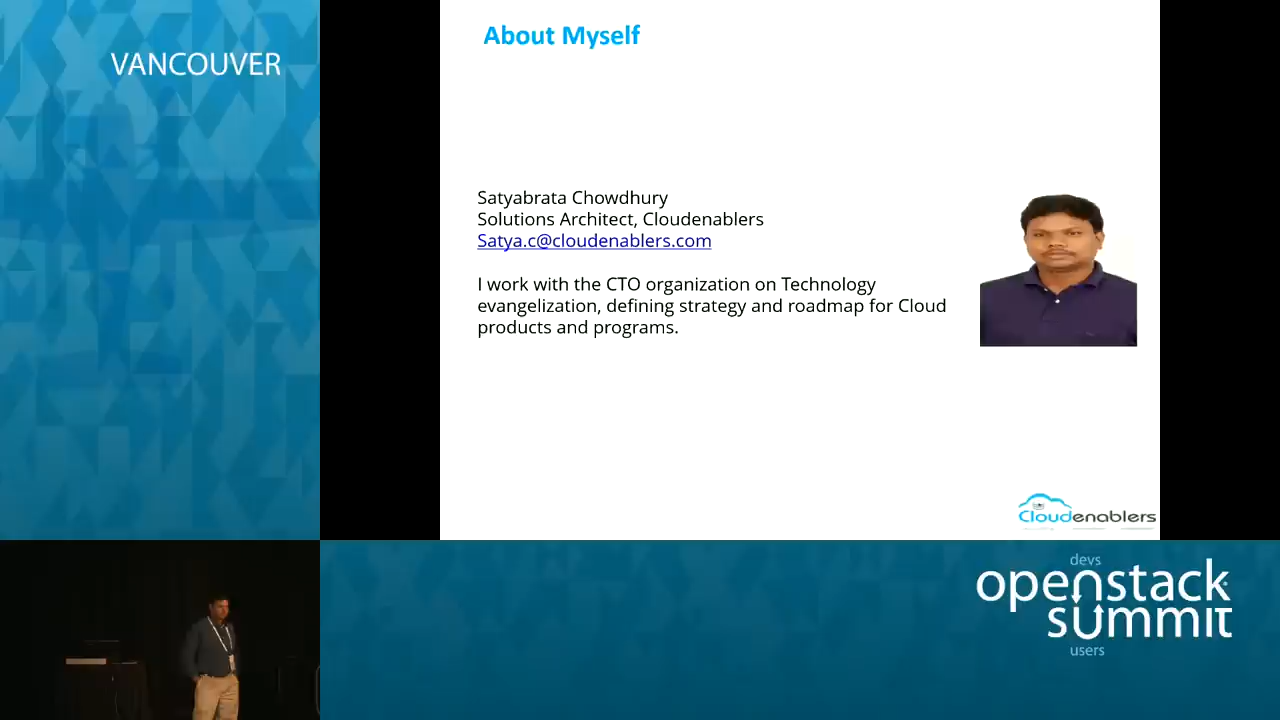 VANCOUVER
About Myself
Satyabrata Chowdhury
Solutions Architect, Cloudenablers
Satya.c@cloudenablers.com
I work with the CTO organization on Technology
evangelization, defining strategy and roadmap for Cloud
products and programs.
Cloudenablers
devs
openstack
summit
users